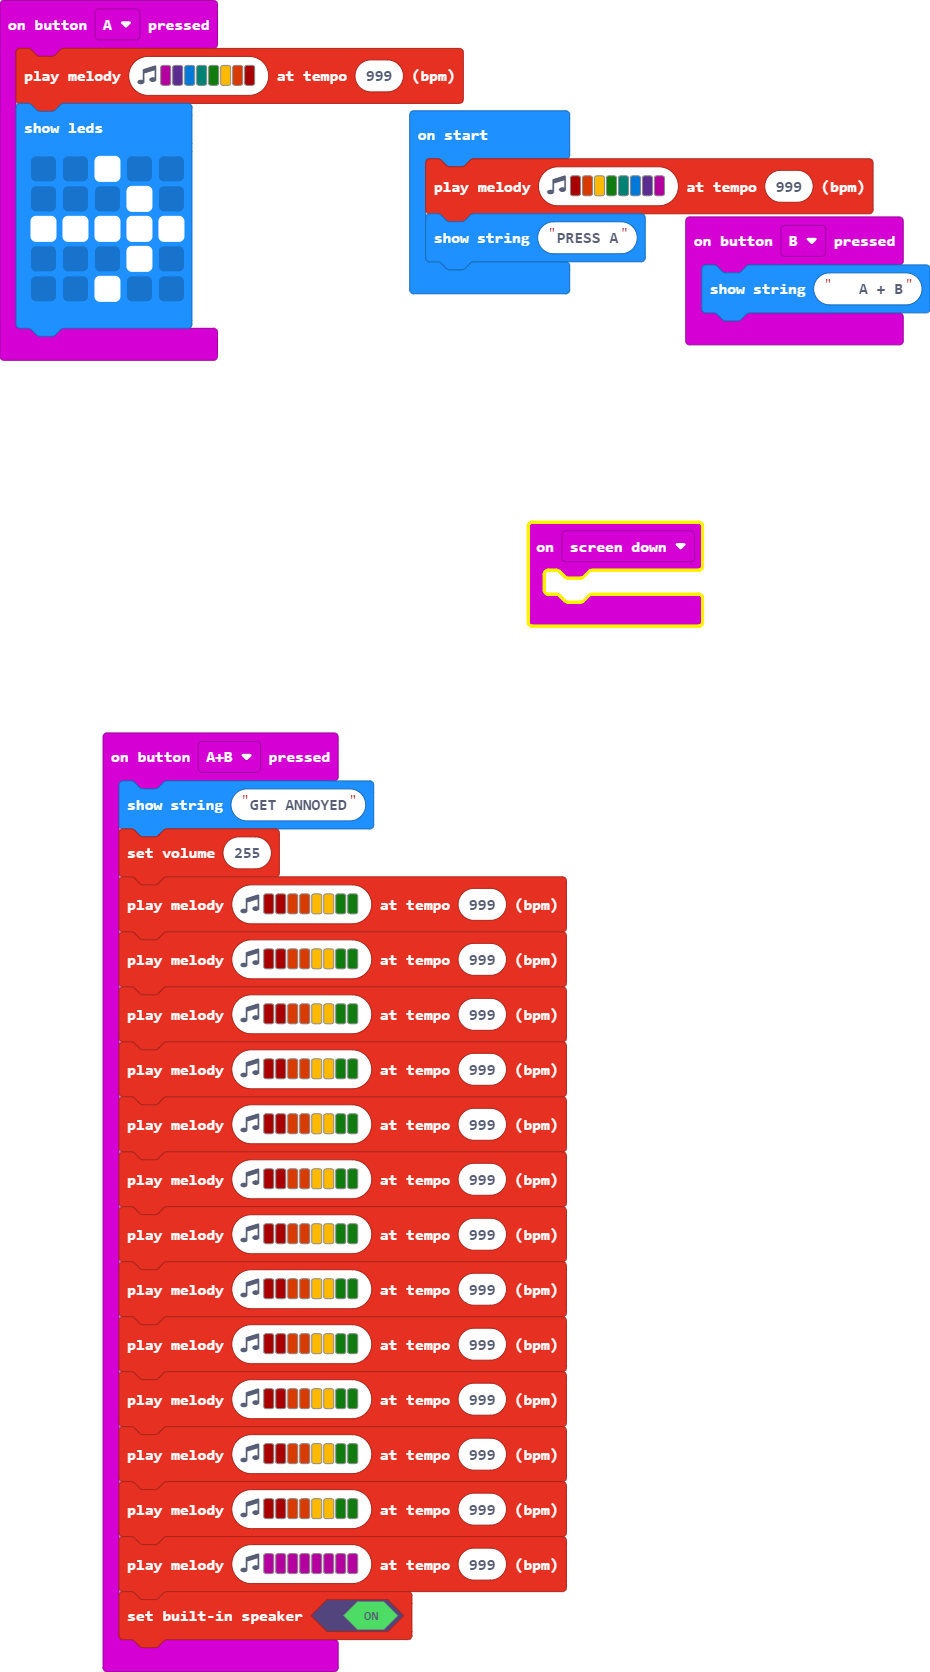 on button A pressed
play melody at tempo 999 (bpm)
show leds
on start
play melody at tempo 999 (bpm)
show string "PRESS A"
on button B pressed
show string "   A + B"
on screen down
on button A+B pressed
show string "GET ANNOYED"
set volume 255
play melody at tempo 999 (bpm)
play melody at tempo 999 (bpm)
play melody at tempo 999 (bpm)
play melody at tempo 999 (bpm)
play melody at tempo 999 (bpm)
play melody at tempo 999 (bpm)
play melody at tempo 999 (bpm)
play melody at tempo 999 (bpm)
play melody at tempo 999 (bpm)
play melody at tempo 999 (bpm)
play melody at tempo 999 (bpm)
play melody at tempo 999 (bpm)
play melody at tempo 999 (bpm)
set built-in speaker ON